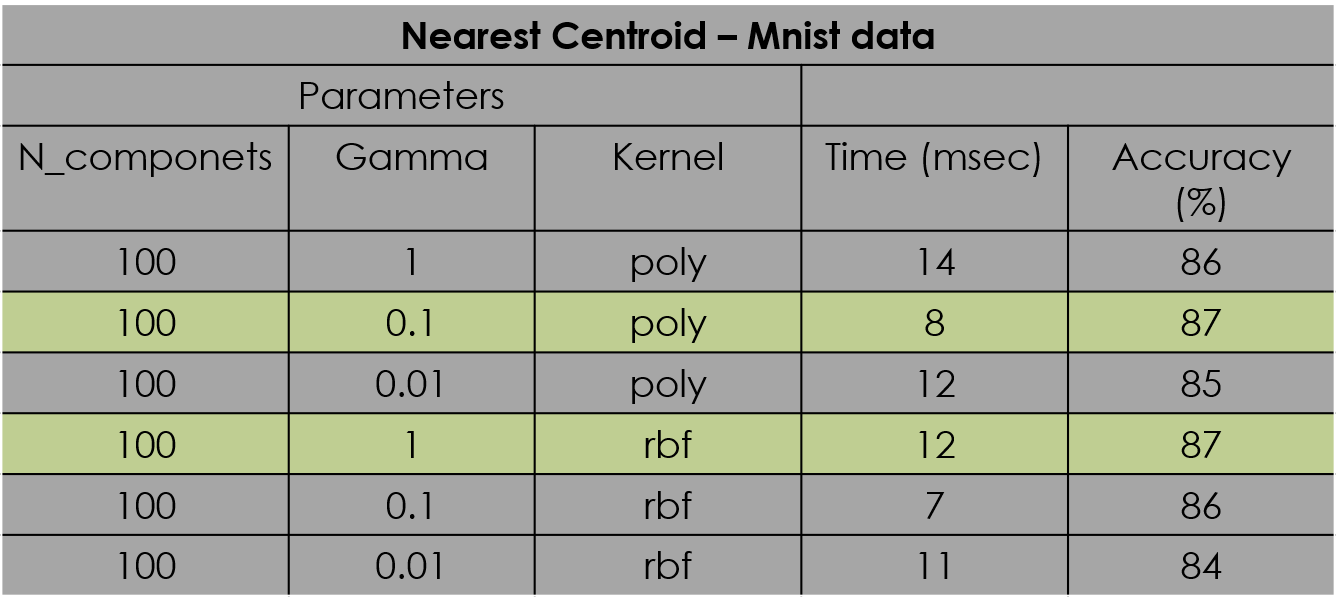 Nearest Centroid – Mnist data
Parameters
N_componets Gamma Kernel Time (msec) Accuracy
(%)
100 1 poly 14 86
100 0.1 poly 8 87
100 0.01 poly 12 85
100 1 rbf 12 87
100 0.1 rbf 7 86
100 0.01 rbf 11 84